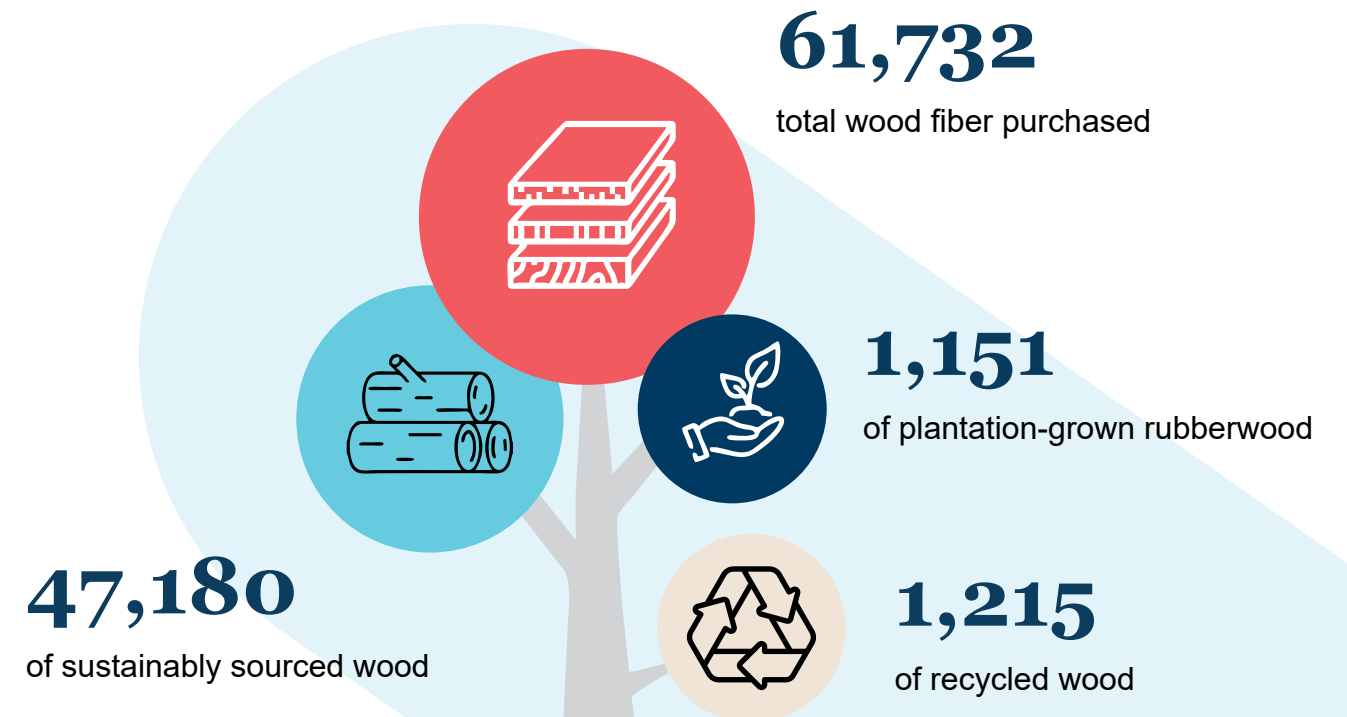 61,732
total wood fiber purchased
1,151
of plantation-grown rubberwood
47,180
of sustainably sourced wood
1,215
of recycled wood